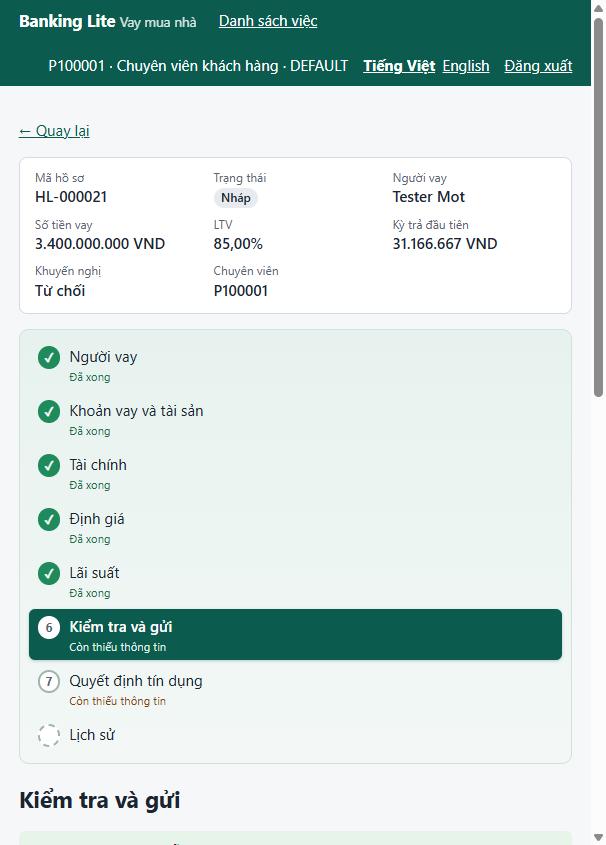 Banking Lite Vay mua nhà Danh sách việc
P100001 · Chuyên viên khách hàng · DEFAULT Tiếng Việt English Đăng xuất
← Quay lại
Mã hồ sơ Trạng thái Người vay
HL-000021 Nháp Tester Mot
Số tiền vay LTV Kỳ trả đầu tiên
3.400.000.000 VND 85,00% 31.166.667 VND
Khuyến nghị Chuyên viên
Từ chối P100001
Người vay
Đã xong
Khoản vay và tài sản
Đã xong
Tài chính
Đã xong
Định giá
Đã xong
Lãi suất
Đã xong
6 Kiểm tra và gửi
Còn thiếu thông tin
7 Quyết định tín dụng
Còn thiếu thông tin
Lịch sử
Kiểm tra và gửi